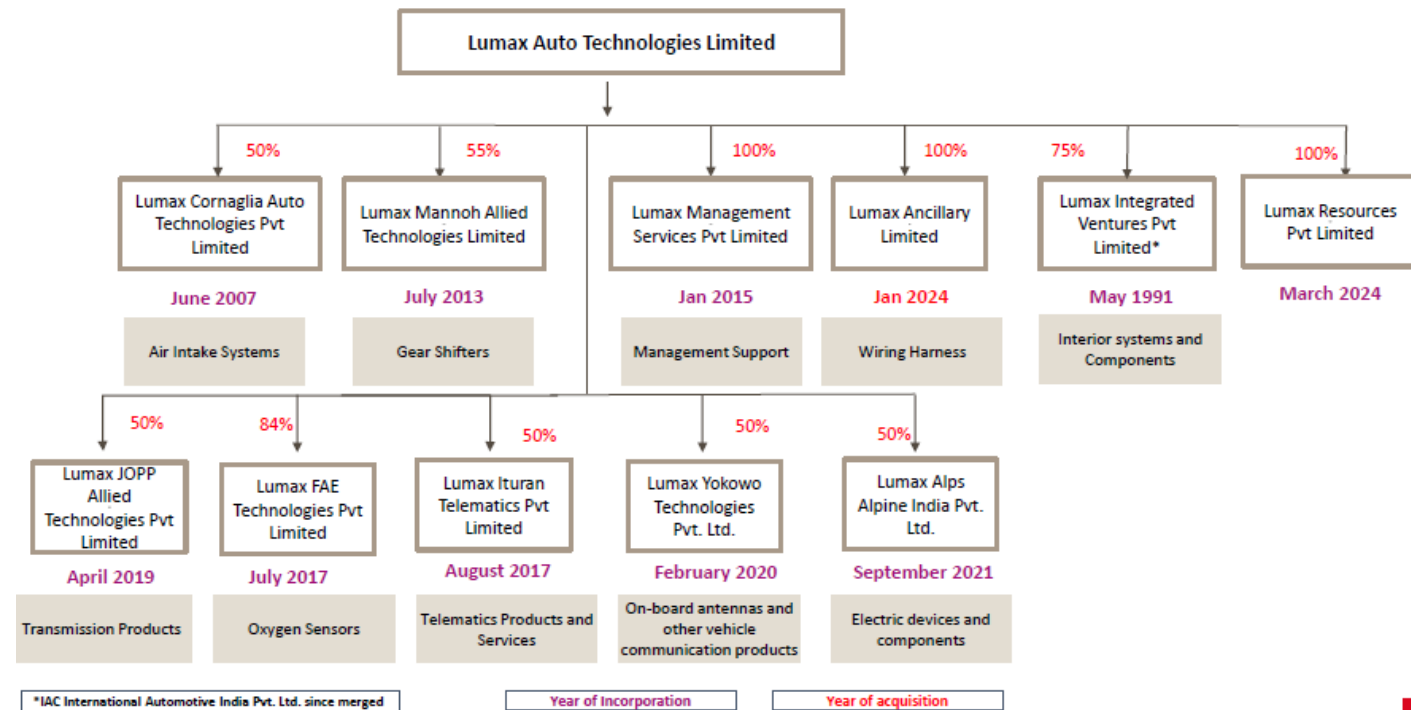 Lumax Auto Technologies Limited
50%
55%
100%
100%
75%
100%
Lumax Cornaglia Auto
Technologies Pvt
Limited
Lumax Mannoh Allied
Technologies Limited
Lumax Management
Services Pvt Limited
Lumax Ancillary
Limited
Lumax Integrated
Ventures Pvt
Limited*
Lumax Resources
Pvt Limited
June 2007
July 2013
Jan 2015
Jan 2024
May 1991
March 2024
Air Intake Systems
Gear Shifters
Management Support
Wiring Harness
Interior systems and
Components
50%
84%
50%
50%
50%
Lumax JOPP
Allied
Technologies Pvt
Limited
Lumax FAE
Technologies Pvt
Limited
Lumax Ituran
Telematics Pvt
Limited
Lumax Yokowo
Technologies
Pvt. Ltd.
Lumax Alps
Alpine India Pvt.
Ltd.
April 2019
July 2017
August 2017
February 2020
September 2021
Transmission Products
Oxygen Sensors
Telematics Products and
Services
On-board antennas and
other vehicle
communication products
Electric devices and
components
*IAC International Automotive India Pvt. Ltd. since merged
Year of Incorporation
Year of acquisition